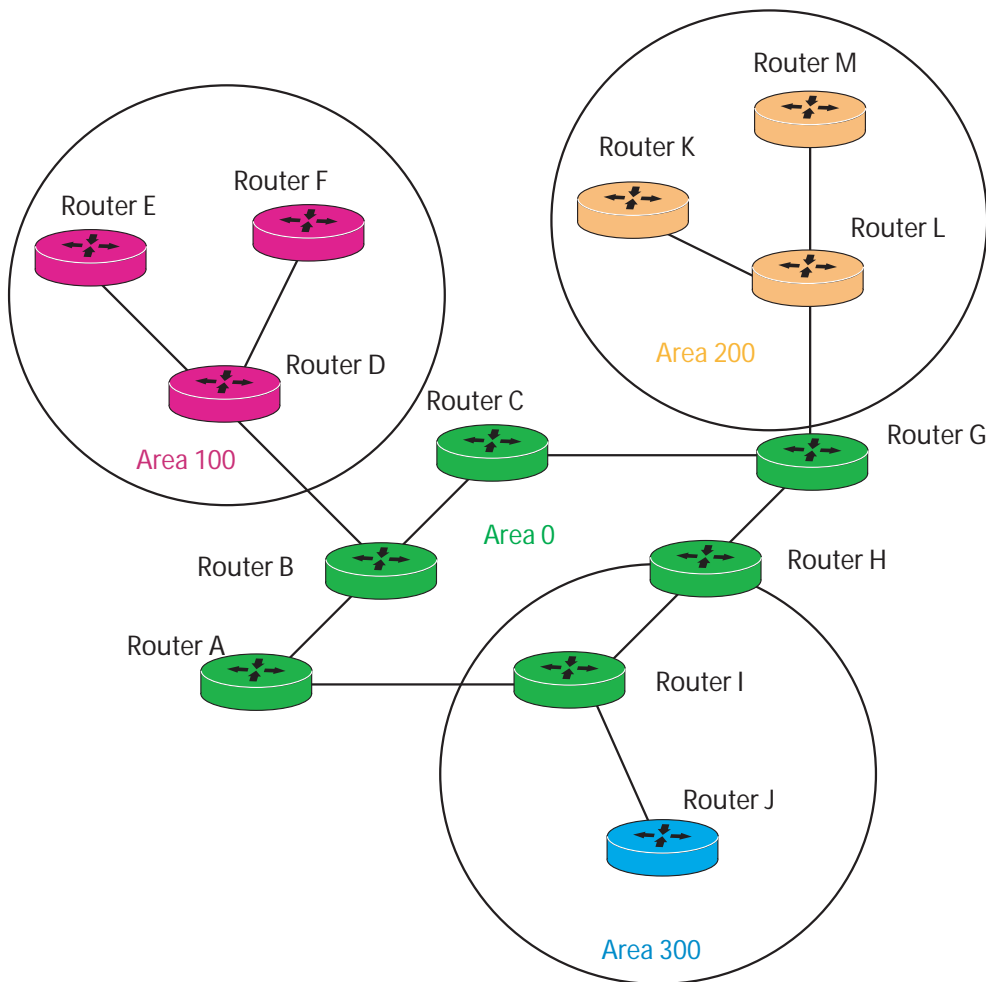 Router M
Router K
Router F
Router E
Router L
Area 200
Router D
Router C
Router G
Area 100
Area 0
Router B
Router H
Router A
Router I
Router J
Area 300